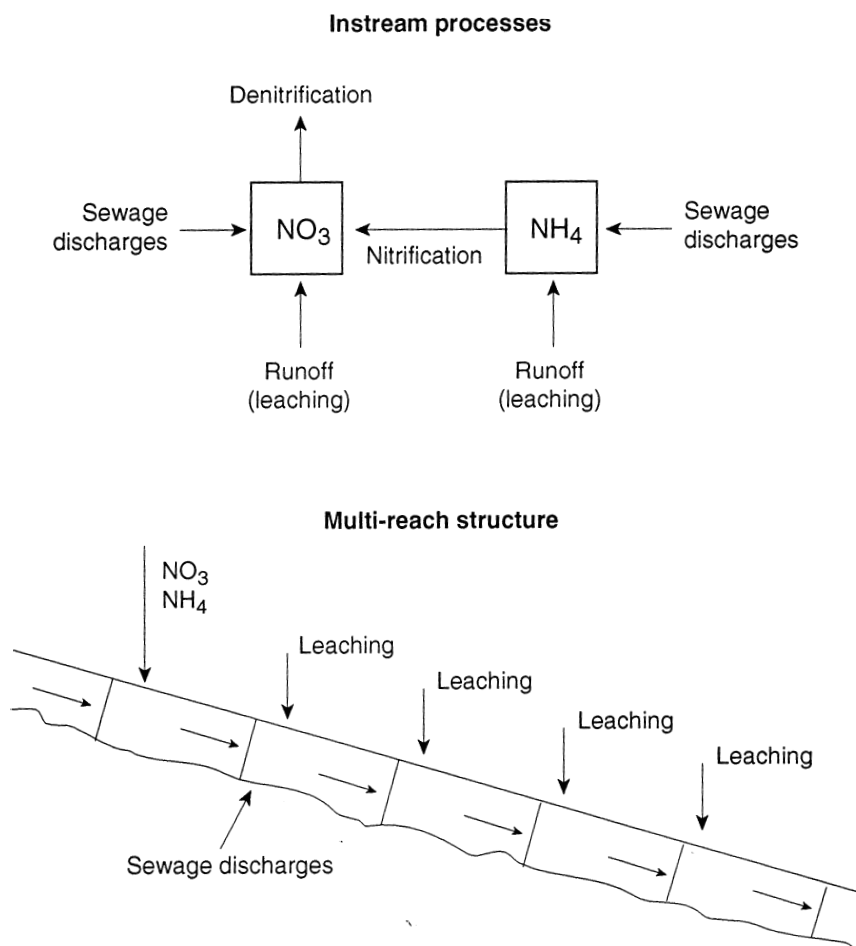 Instream processes
Denitrification
Sewage
discharges
NO₃
Nitrification
NH₄
Sewage
discharges
Runoff
(leaching)
Runoff
(leaching)
Multi-reach structure
NO₃
NH₄
Leaching
Leaching
Leaching
Leaching
Sewage discharges